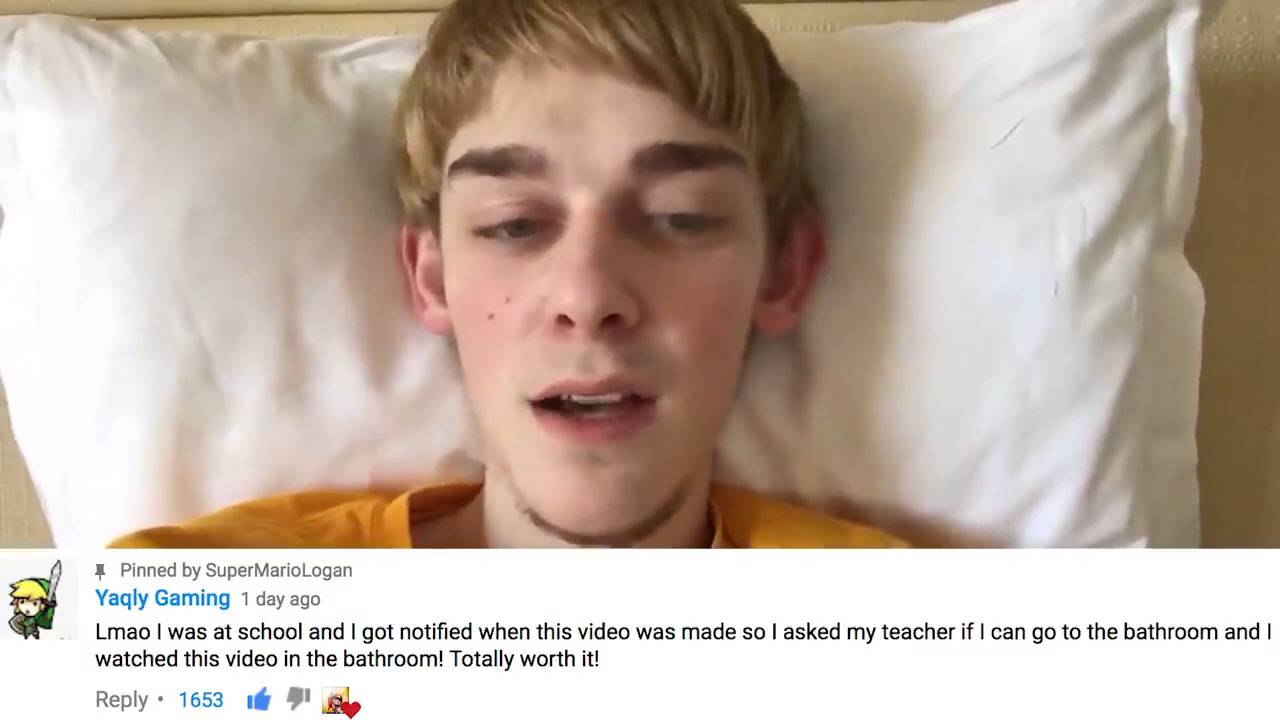 Pinned by SuperMarioLogan
Yaqly Gaming 1 day ago
Lmao I was at school and I got notified when this video was made so I asked my teacher if I can go to the bathroom and I
watched this video in the bathroom! Totally worth it!
Reply • 1653